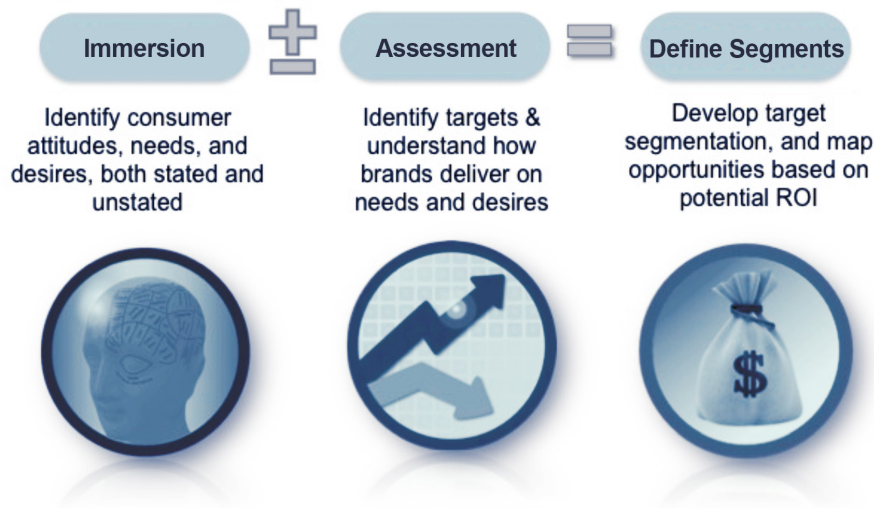 Immersion
±
Assessment
=
Define Segments
Identify consumer
attitudes, needs, and
desires, both stated and
unstated
Identify targets &
understand how
brands deliver on
needs and desires
Develop target
segmentation, and map
opportunities based on
potential ROI
$